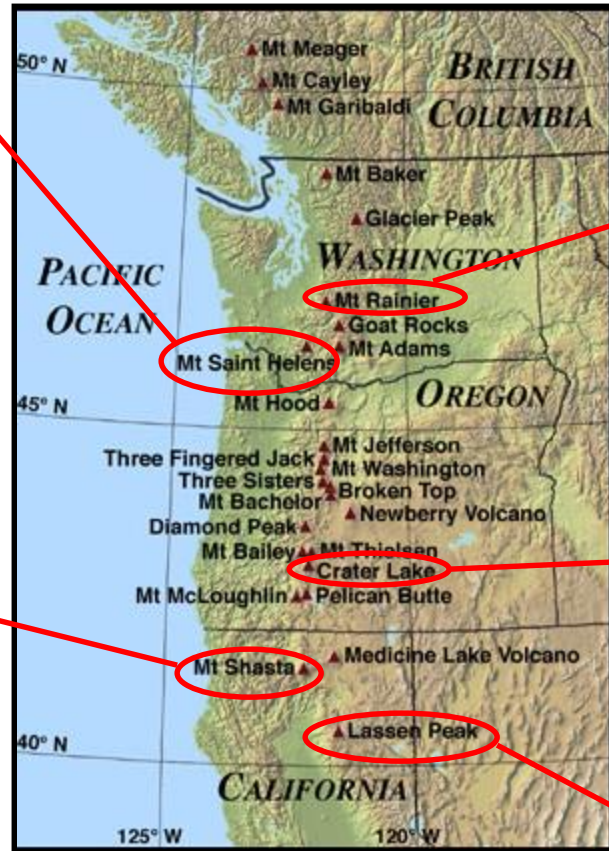 Mt Meager
50° N
BRITISH
COLUMBIA
Mt Cayley
Mt Garibaldi
Mt Baker
Glacier Peak
WASHINGTON
PACIFIC
OCEAN
Mt Rainier
Goat Rocks
Mt Saint Helens
Mt Adams
OREGON
45° N
Mt Hood
Mt Jefferson
Three Fingered Jack
Mt Washington
Three Sisters
Broken Top
Mt Bachelor
Newberry Volcano
Diamond Peak
Mt Bailey
Mt Thielsen
Crater Lake
Mt McLoughlin
Pelican Butte
Medicine Lake Volcano
Mt Shasta
Lassen Peak
40° N
CALIFORNIA
125° W
120° W